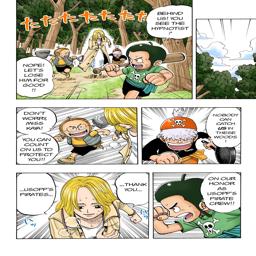 BEHIND
US! YOU
SEE THE
HYPNOTIST
?
たたたたたたた
NOPE!
LET'S
LOSE
HIM FOR
GOOD
!!
NOBODY
CAN
CATCH
US IN
THESE
WOODS
DON'T
WORRY,
MISS
KAYA!
YOU CAN
COUNT ON
US TO
PROTECT
YOU!!
ON OUR
HONOR
AS
USOPP'S
PIRATE
CREW!!
THANK
YOU...
...USOPP'S
PIRATES.